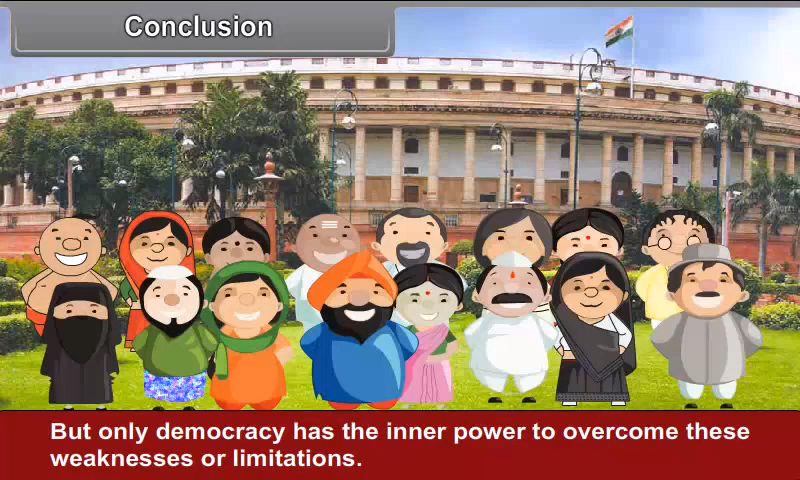 Conclusion
But only democracy has the inner power to overcome these
weaknesses or limitations.